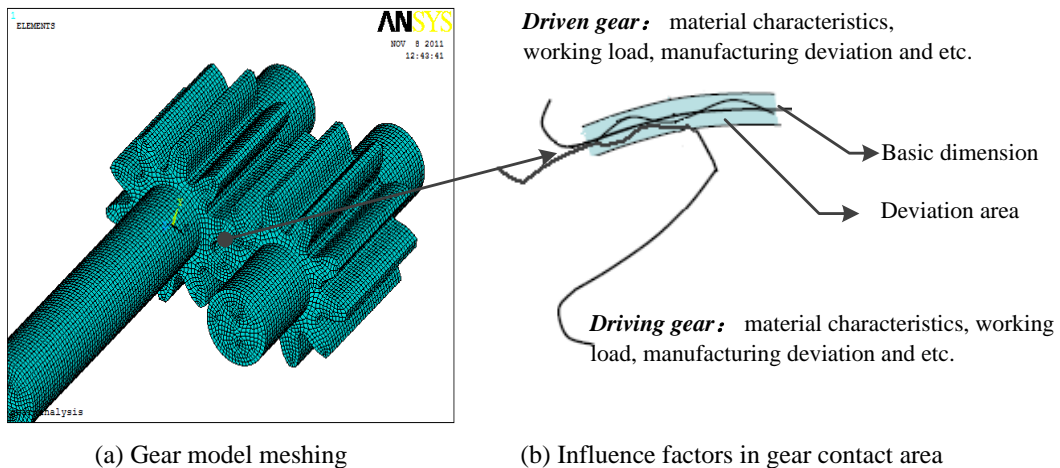 1
ELEMENTS
ANSYS
NOV 8 2011
12:43:41
Driven gear： material characteristics,
working load, manufacturing deviation and etc.
Basic dimension
Deviation area
Driving gear： material characteristics, working
load, manufacturing deviation and etc.
(a) Gear model meshing
(b) Influence factors in gear contact area